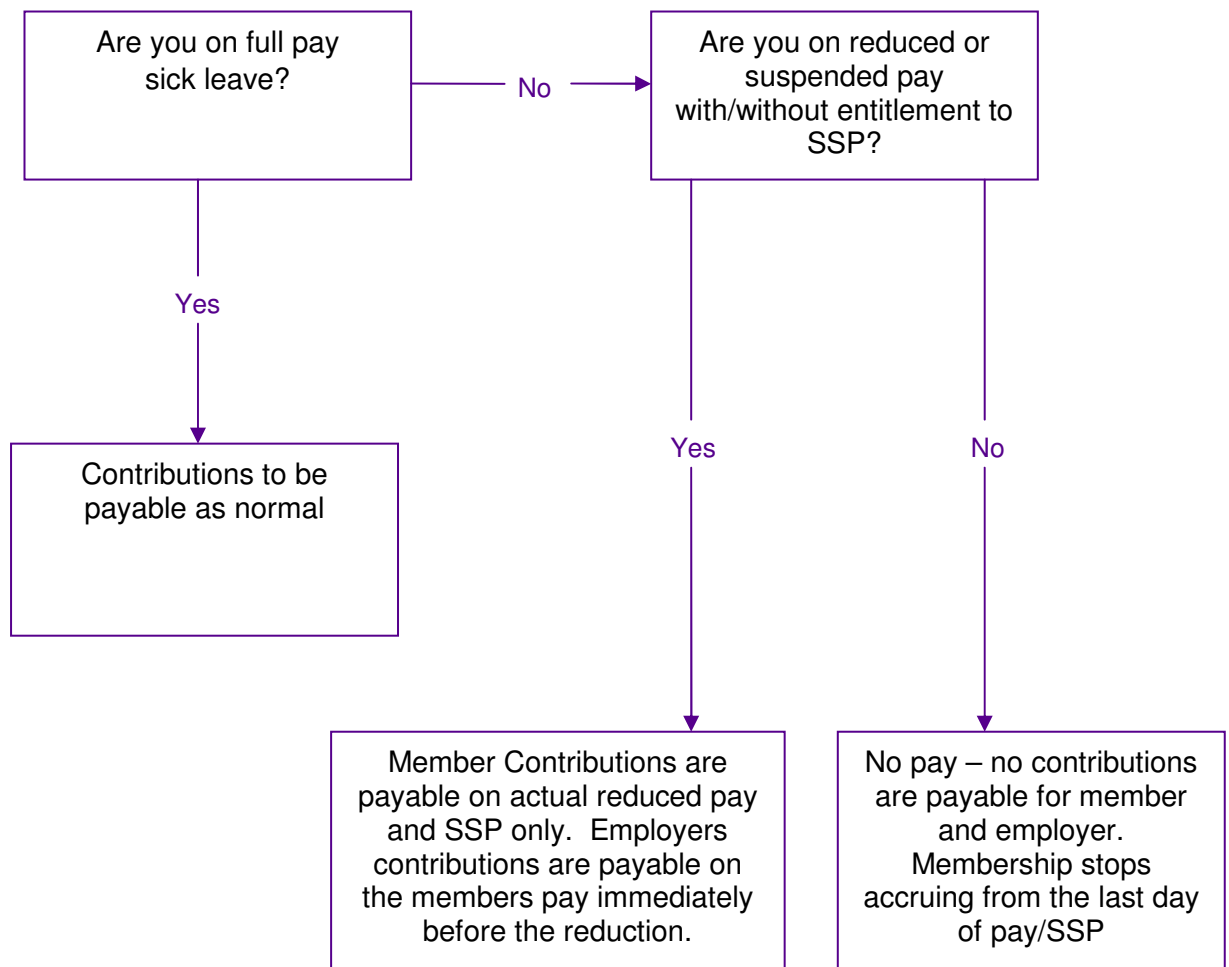 Are you on full pay
sick leave?
No
Are you on reduced or
suspended pay
with/without entitlement to
SSP?
Yes
Contributions to be
payable as normal
Yes
No
Member Contributions are
payable on actual reduced pay
and SSP only.  Employers
contributions are payable on
the members pay immediately
before the reduction.
No pay – no contributions
are payable for member
and employer.
Membership stops
accruing from the last day
of pay/SSP